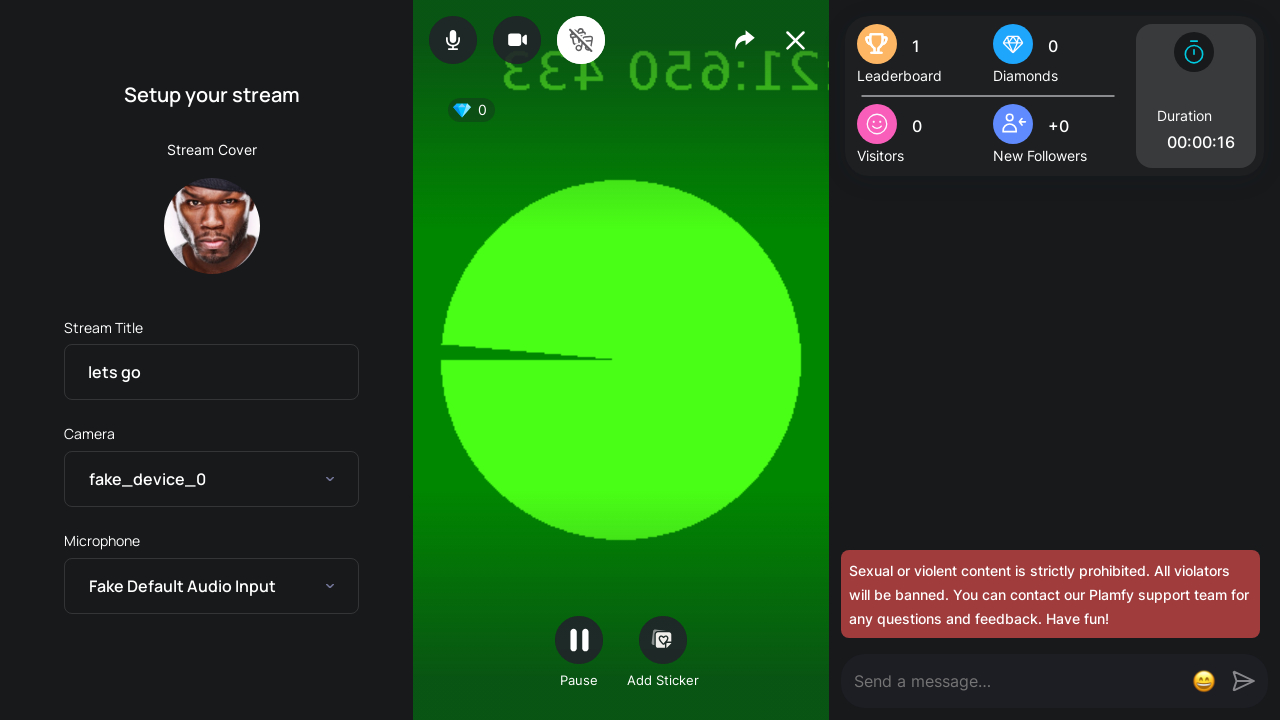 Setup your stream
Stream Cover
Stream Title
lets go
Camera
fake_device_0
Microphone
Fake Default Audio Input
:21:650 433
0
Pause
Add Sticker
1
Leaderboard
0
Diamonds
0
Visitors
+0
New Followers
Duration
00:00:16
Sexual or violent content is strictly prohibited. All violators
will be banned. You can contact our Plamfy support team for
any questions and feedback. Have fun!
Send a message...